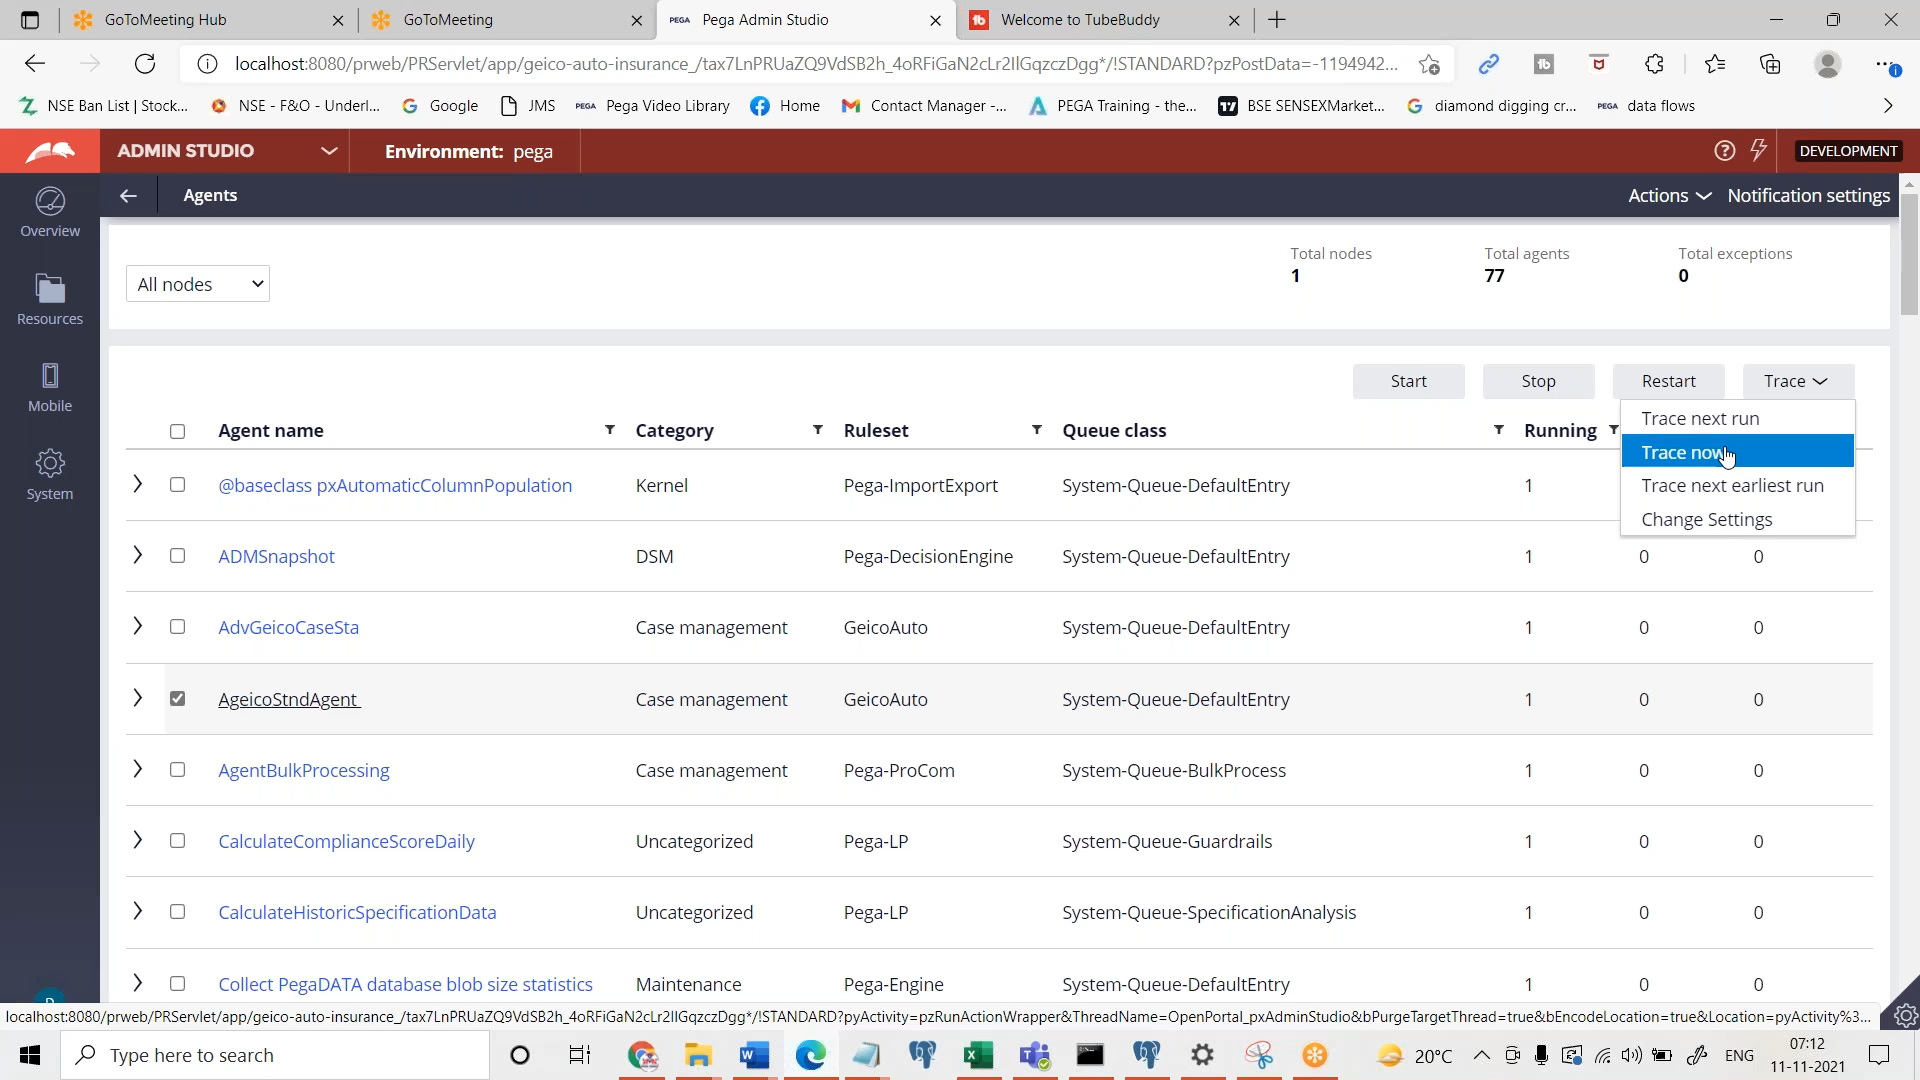 GoToMeeting Hub
GoToMeeting
PEGA Pega Admin Studio
tb Welcome to TubeBuddy
localhost:8080/prweb/PRServlet/app/geico-auto-insurance_/tax7LnPRUaZQ9VdSB2h_4oRFiGaN2cLr2IlGqzczDgg*/!STANDARD?pzPostData=-1194942...
NSE Ban List | Stock... NSE - F&O - Underl... Google JMS PEGA Pega Video Library Home Contact Manager -... PEGA Training - the... BSE SENSEXMarket... diamond digging cr... PEGA data flows
ADMIN STUDIO Environment: pega DEVELOPMENT
Agents Actions Notification settings
Overview
Resources
Mobile
System
All nodes
Total nodes Total agents Total exceptions
1 77 0
Start Stop Restart Trace
Trace next run
Trace now
Trace next earliest run
Change Settings
Agent name Category Ruleset Queue class Running
@baseclass pxAutomaticColumnPopulation Kernel Pega-ImportExport System-Queue-DefaultEntry 1
ADMSnapshot DSM Pega-DecisionEngine System-Queue-DefaultEntry 1 0 0
AdvGeicoCaseSta Case management GeicoAuto System-Queue-DefaultEntry 1 0 0
AgeicoStndAgent Case management GeicoAuto System-Queue-DefaultEntry 1 0 0
AgentBulkProcessing Case management Pega-ProCom System-Queue-BulkProcess 1 0 0
CalculateComplianceScoreDaily Uncategorized Pega-LP System-Queue-Guardrails 1 0 0
CalculateHistoricSpecificationData Uncategorized Pega-LP System-Queue-SpecificationAnalysis 1 0 0
Collect PegaDATA database blob size statistics Maintenance Pega-Engine System-Queue-DefaultEntry 1 0 0
localhost:8080/prweb/PRServlet/app/geico-auto-insurance_/tax7LnPRUaZQ9VdSB2h_4oRFiGaN2cLr2IlGqzczDgg*/!STANDARD?pyActivity=pzRunActionWrapper&ThreadName=OpenPortal_pxAdminStudio&bPurgeTargetThread=true&bEncodeLocation=true&Location=pyActivity%3...
Type here to search
20°C
ENG
07:12
11-11-2021